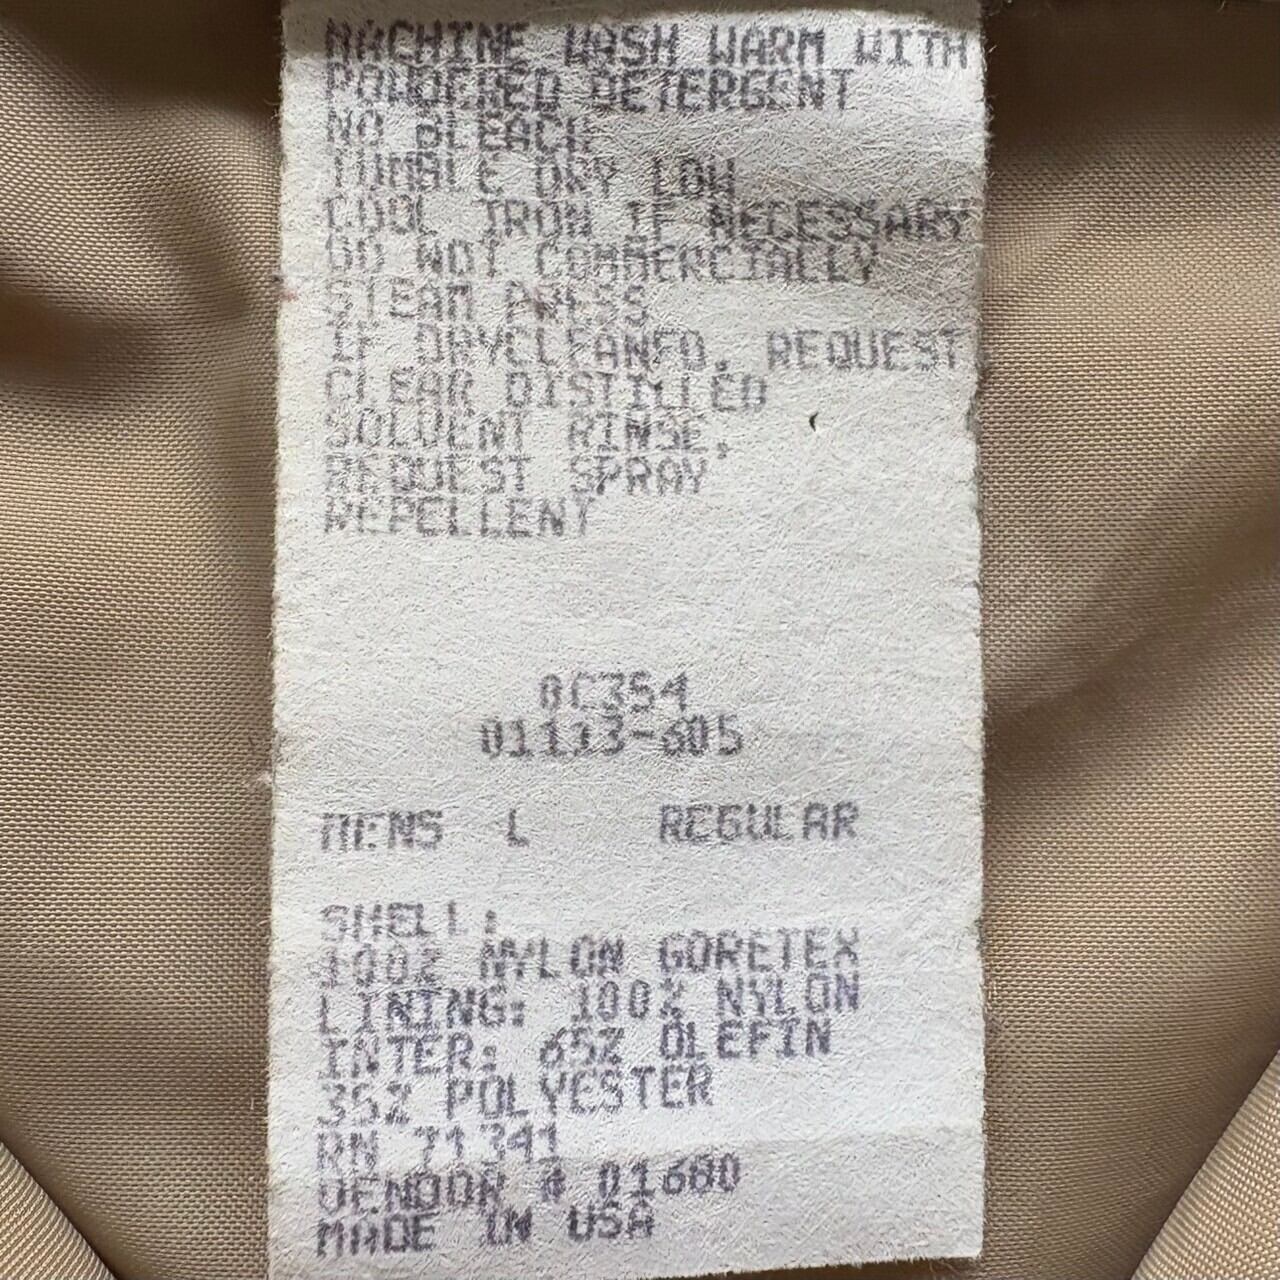 MACHINE WASH WARM WITH
POWDERED DETERGENT
NO BLEACH
TUMBLE DRY LOW
COOL IRON IF NECESSARY
DO NOT COMMERCIALLY
STEAM PRESS
IF DRYCLEANED, REQUEST
CLEAR DISTILLED
SOLVENT RINSE,
REQUEST SPRAY
REPELLENT
0C354
01113-605
MENS L REGULAR
SHELL:
100% NYLON GORETEX
LINING: 100% NYLON
INTER: 65% OLEFIN
35% POLYESTER
RN 71341
VENDOR # 01680
MADE IN USA